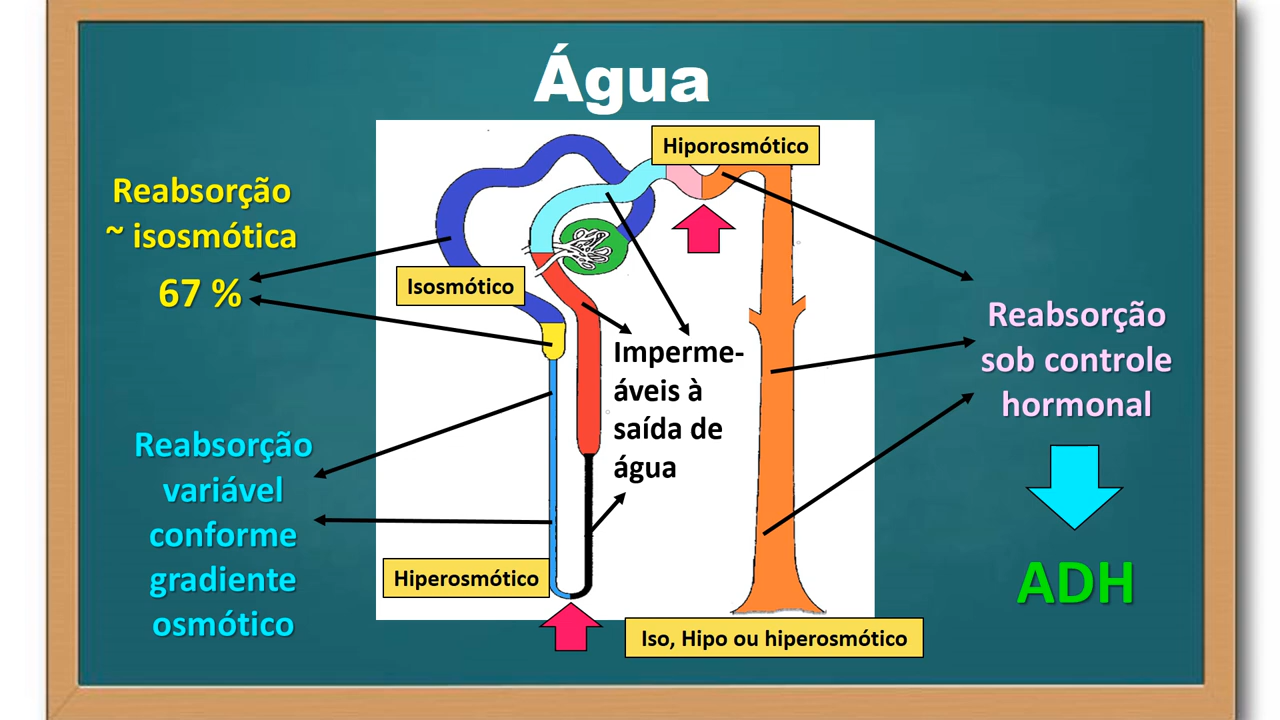 Água
Hiporosmótico
Reabsorção
~ isosmótica
67 %
Isosmótico
Imperme-
áveis à
saída de
água
Reabsorção
sob controle
hormonal
Reabsorção
variável
conforme
gradiente
osmótico
Hiperosmótico
ADH
Iso, Hipo ou hiperosmótico